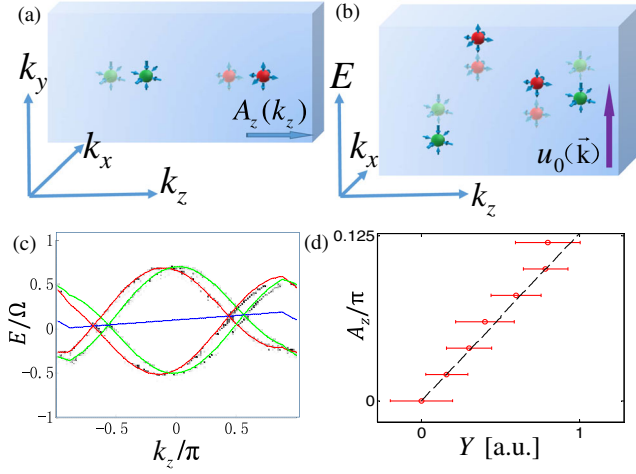 (a)
k_y
k_x
k_z
A_z(k_z)
(b)
E
k_x
k_z
u_0(k⃗)
(c)
E/Ω
1
0.5
0
-0.5
-1
-0.5
0
0.5
k_z/π
(d)
A_z/π
0.125
0
0
1
Y [a.u.]